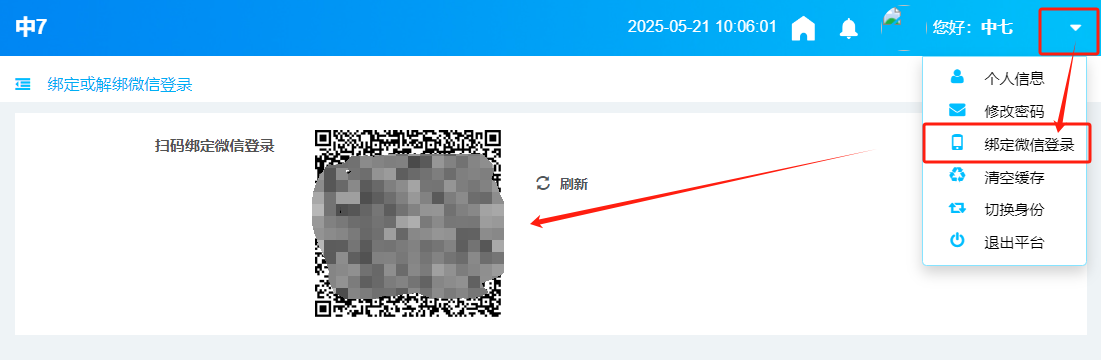 中7
2025-05-21 10:06:01
您好：中七
绑定或解绑微信登录
个人信息
修改密码
绑定微信登录
清空缓存
切换身份
退出平台
扫码绑定微信登录
刷新